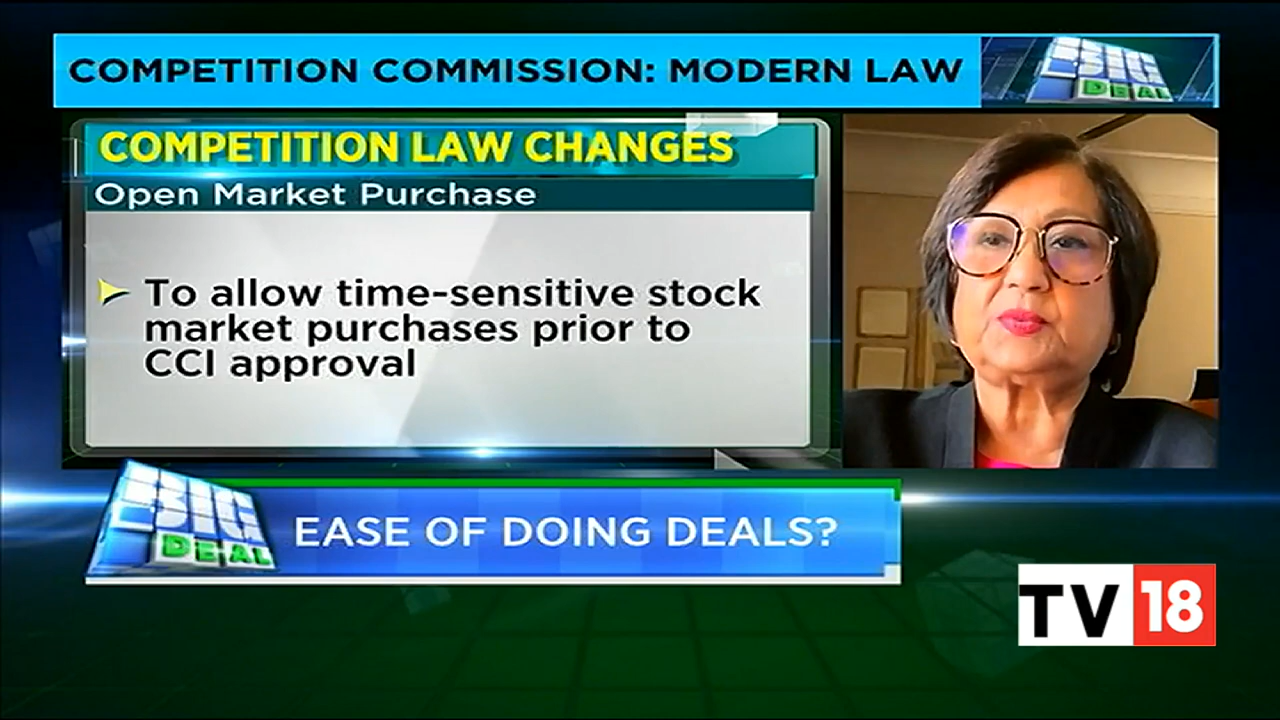 COMPETITION COMMISSION: MODERN LAW
BIG
DEAL
COMPETITION LAW CHANGES
Open Market Purchase
To allow time-sensitive stock
market purchases prior to
CCI approval
BIG
DEAL
EASE OF DOING DEALS?
TV18